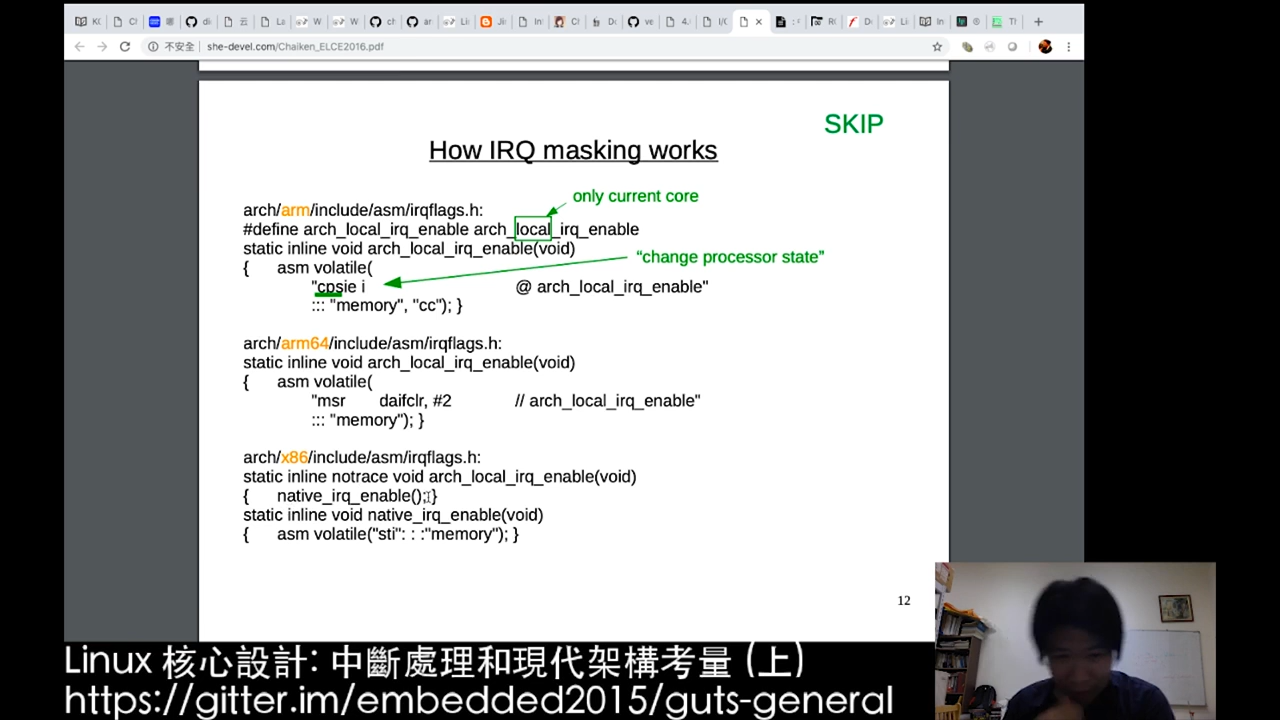 不安全 she-devel.com/Chaiken_ELCE2016.pdf
SKIP
How IRQ masking works
only current core
arch/arm/include/asm/irqflags.h:
#define arch_local_irq_enable arch_local_irq_enable
static inline void arch_local_irq_enable(void)
“change processor state”
{ asm volatile(
"cpsie i @ arch_local_irq_enable"
::: "memory", "cc"); }
arch/arm64/include/asm/irqflags.h:
static inline void arch_local_irq_enable(void)
{ asm volatile(
"msr daifclr, #2 // arch_local_irq_enable"
::: "memory"); }
arch/x86/include/asm/irqflags.h:
static inline notrace void arch_local_irq_enable(void)
{ native_irq_enable();}
static inline void native_irq_enable(void)
{ asm volatile("sti": : :"memory"); }
12
Linux 核心設計: 中斷處理和現代架構考量 (上)
https://gitter.im/embedded2015/guts-general